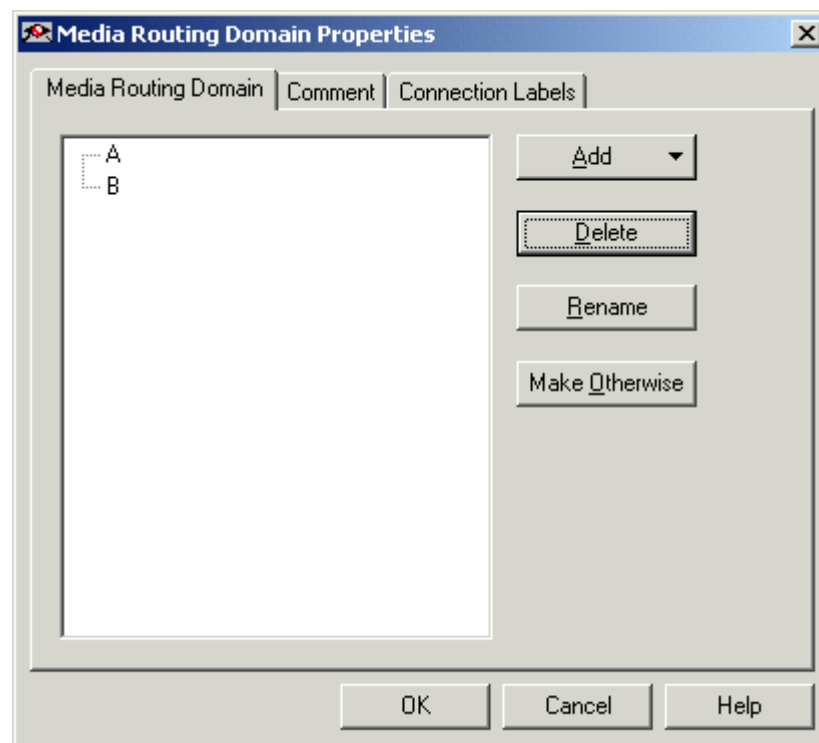 Media Routing Domain Properties
Media Routing Domain
Comment
Connection Labels
A
B
Add
Delete
Rename
Make Otherwise
OK
Cancel
Help